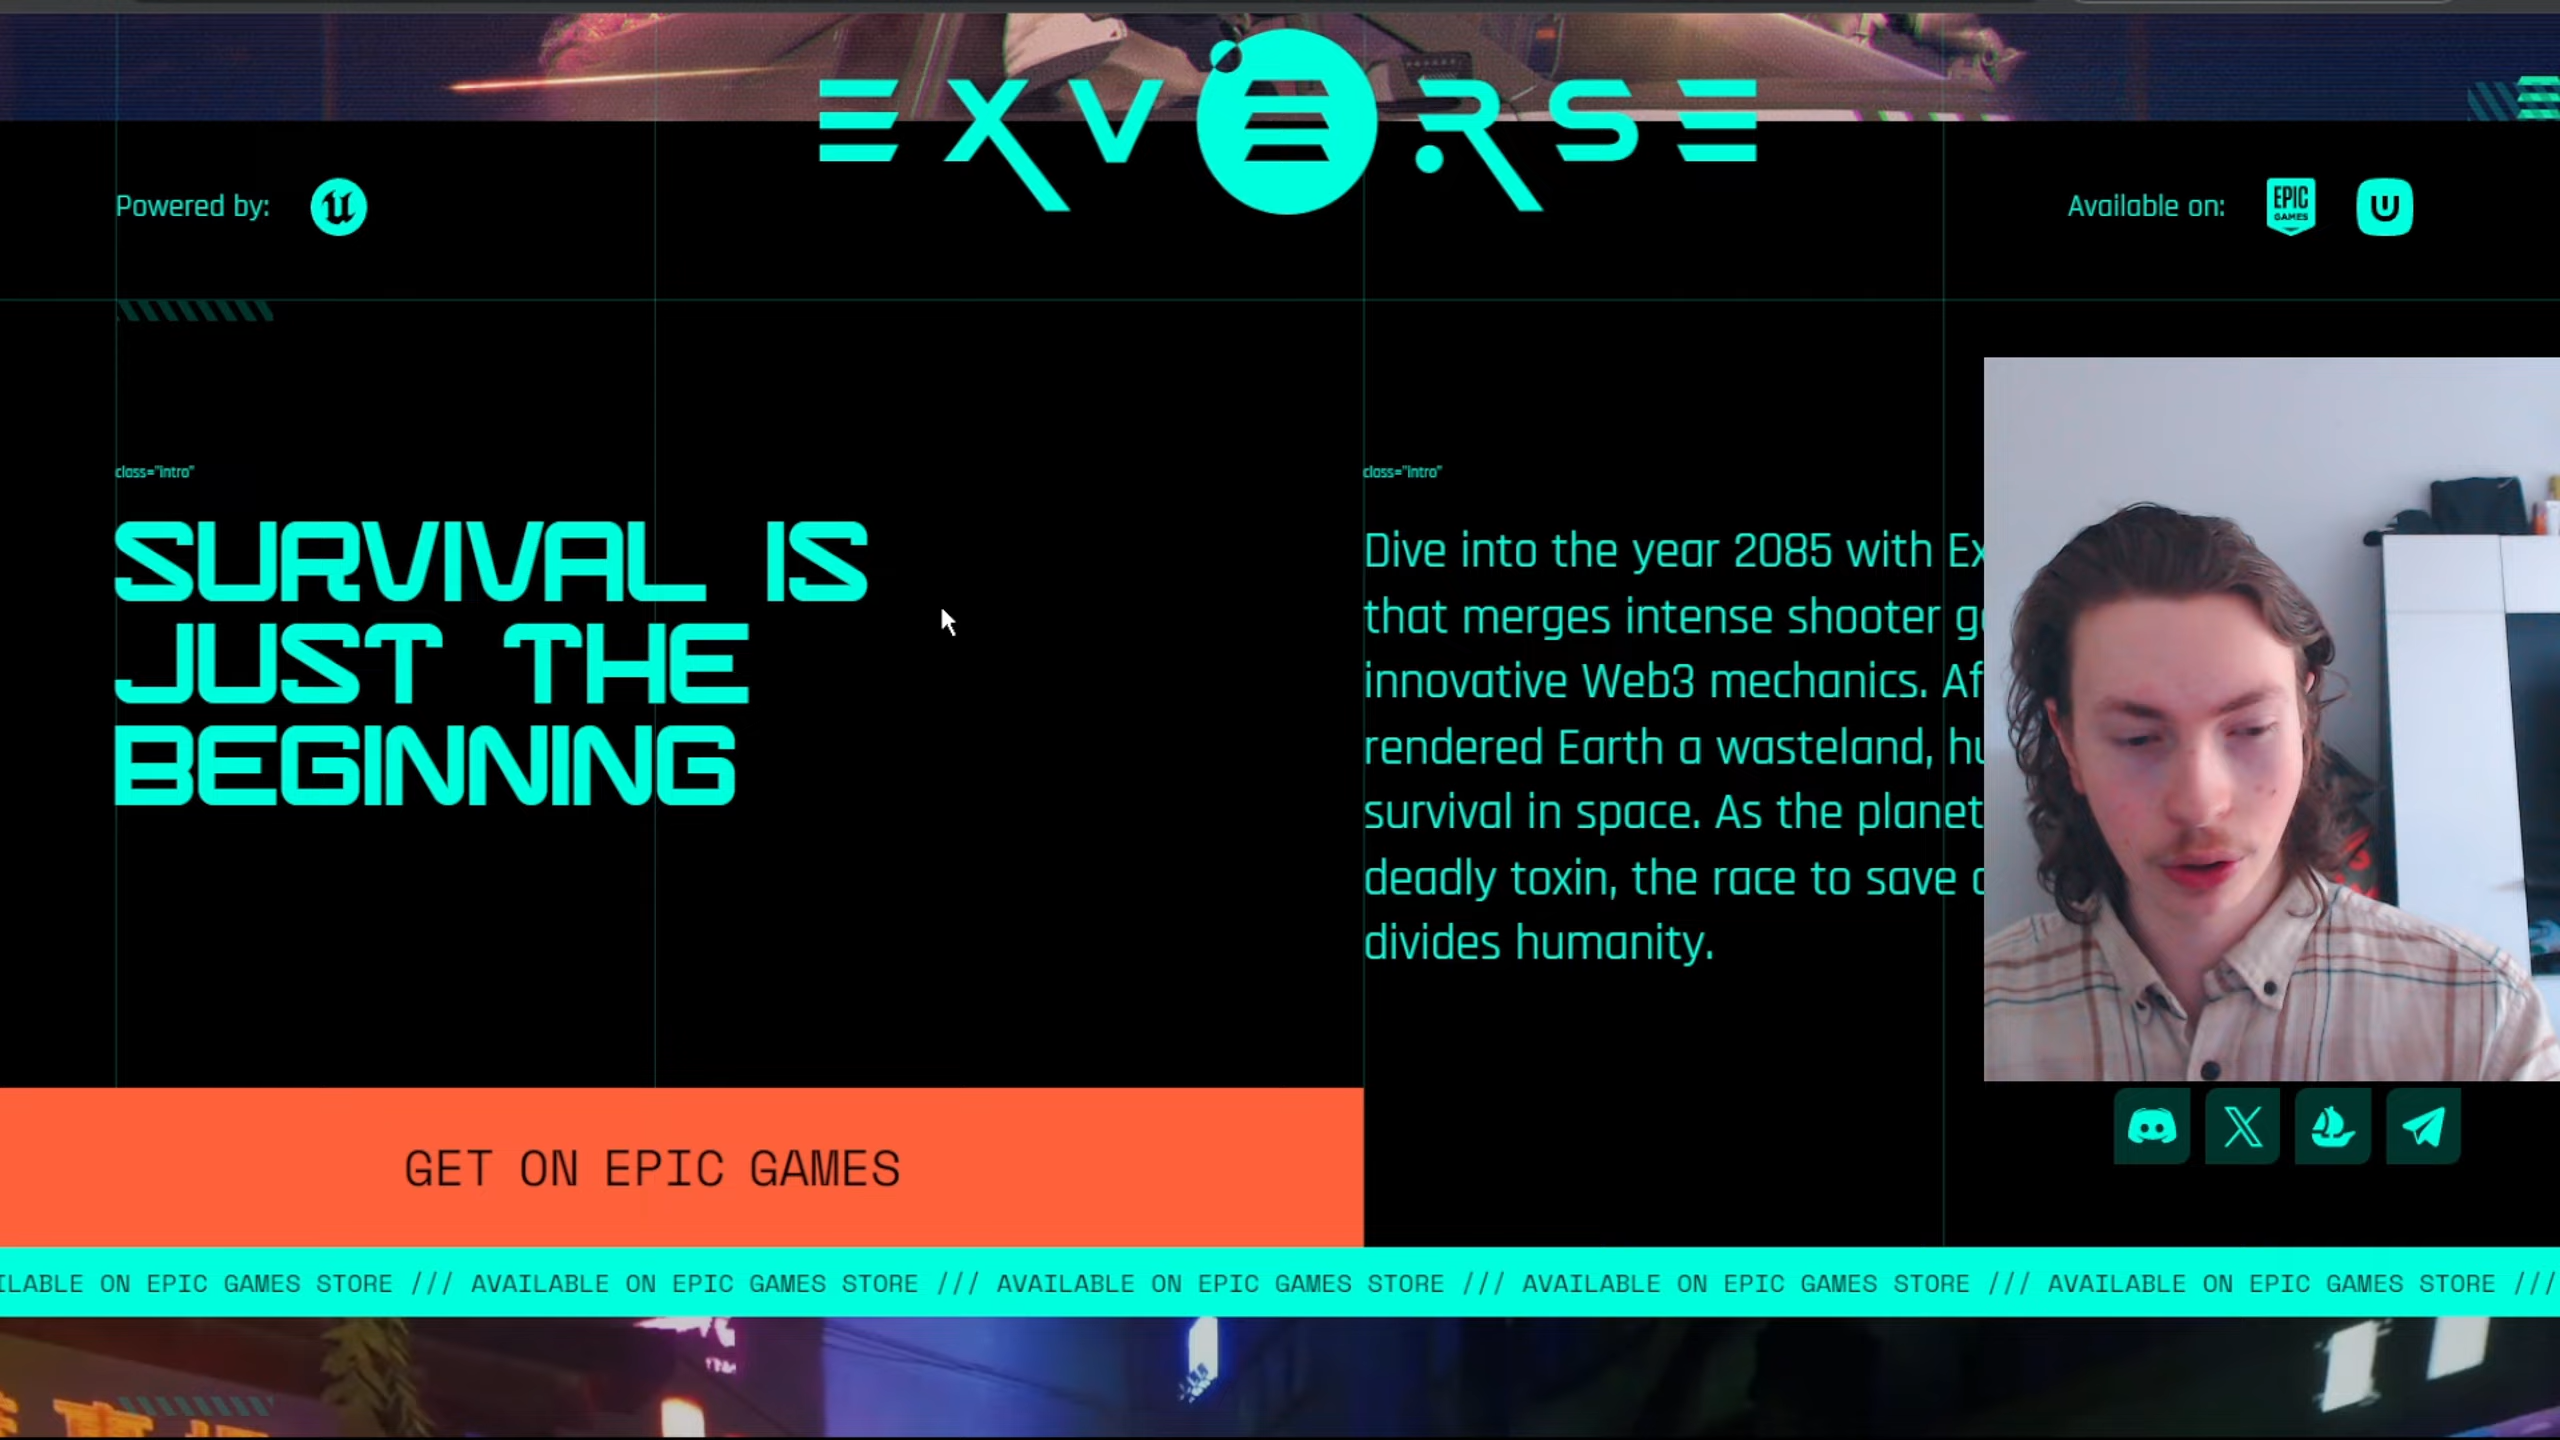 EXVERSE
Powered by:
Available on:
EPIC
GAMES
class="intro"
SURVIVAL IS
JUST THE
BEGINNING
class="intro"
Dive into the year 2085 with Ex
that merges intense shooter
innovative Web3 mechanics.
rendered Earth a wasteland,
survival in space. As the planet
deadly toxin, the race to save
divides humanity.
GET ON EPIC GAMES
ILABLE ON EPIC GAMES STORE /// AVAILABLE ON EPIC GAMES STORE /// AVAILABLE ON EPIC GAMES STORE /// AVAILABLE ON EPIC GAMES STORE /// AVAILABLE ON EPIC GAMES STORE ///